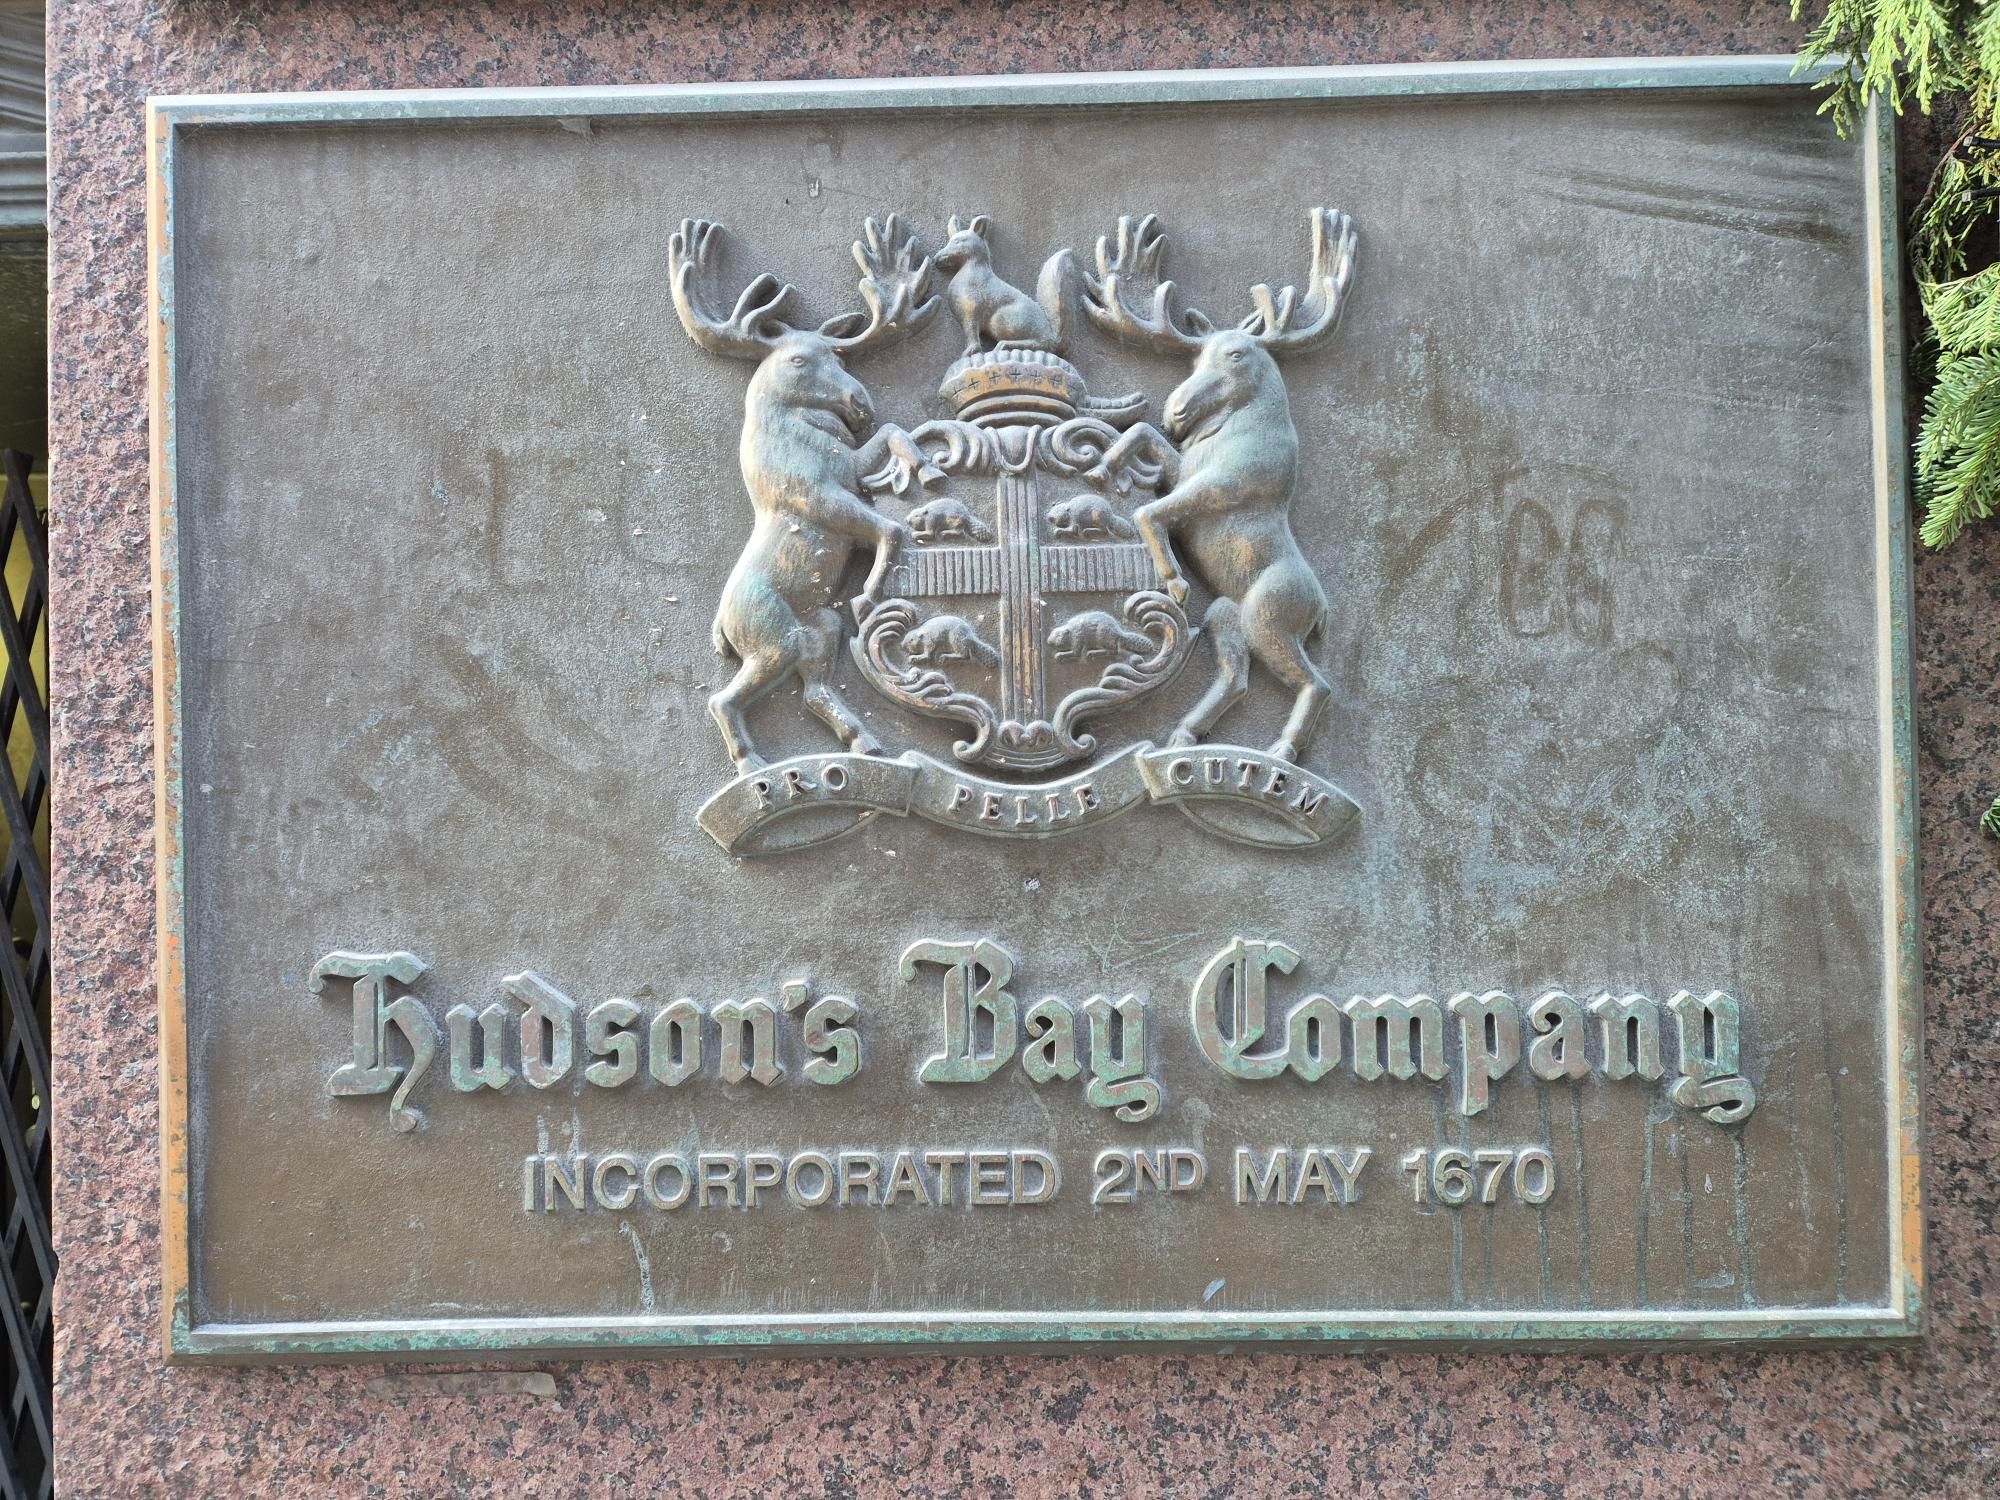 PRO PELLE CUTEM
Hudson's Bay Company
INCORPORATED 2ND MAY 1670